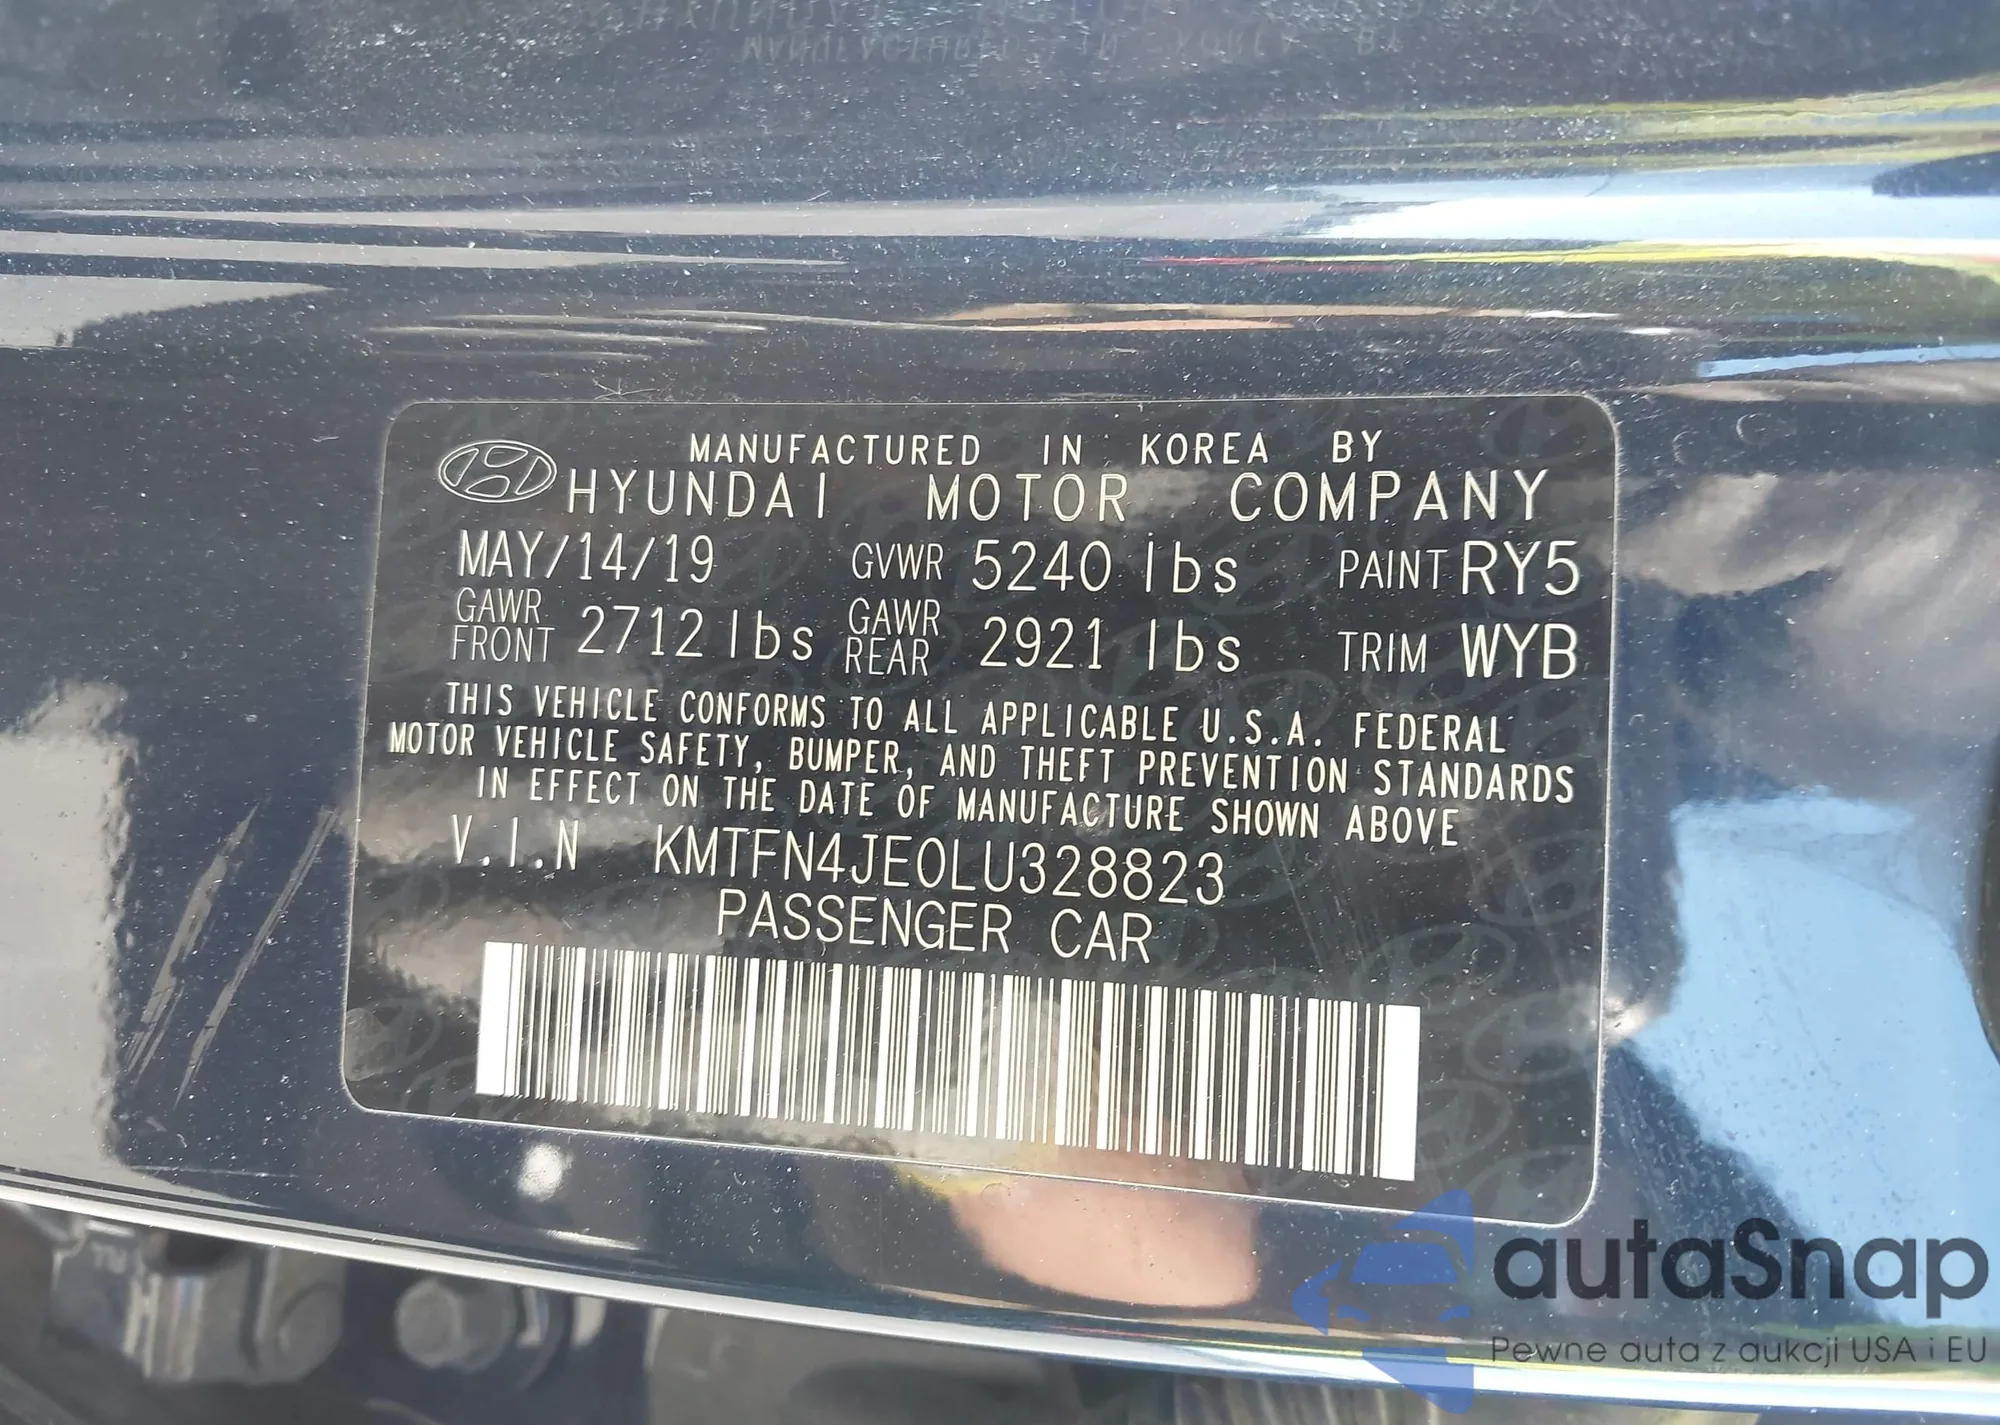 MANUFACTURED IN KOREA BY
HYUNDAI MOTOR COMPANY
MAY/14/19 GVWR 5240 lbs PAINT RY5
GAWR FRONT 2712 lbs GAWR REAR 2921 lbs TRIM WYB
THIS VEHICLE CONFORMS TO ALL APPLICABLE U.S.A. FEDERAL
MOTOR VEHICLE SAFETY, BUMPER, AND THEFT PREVENTION STANDARDS
IN EFFECT ON THE DATE OF MANUFACTURE SHOWN ABOVE
V.I.N KMTFN4JE0LU328823
PASSENGER CAR
autaSnap
Pewne auta z aukcji USA i EU